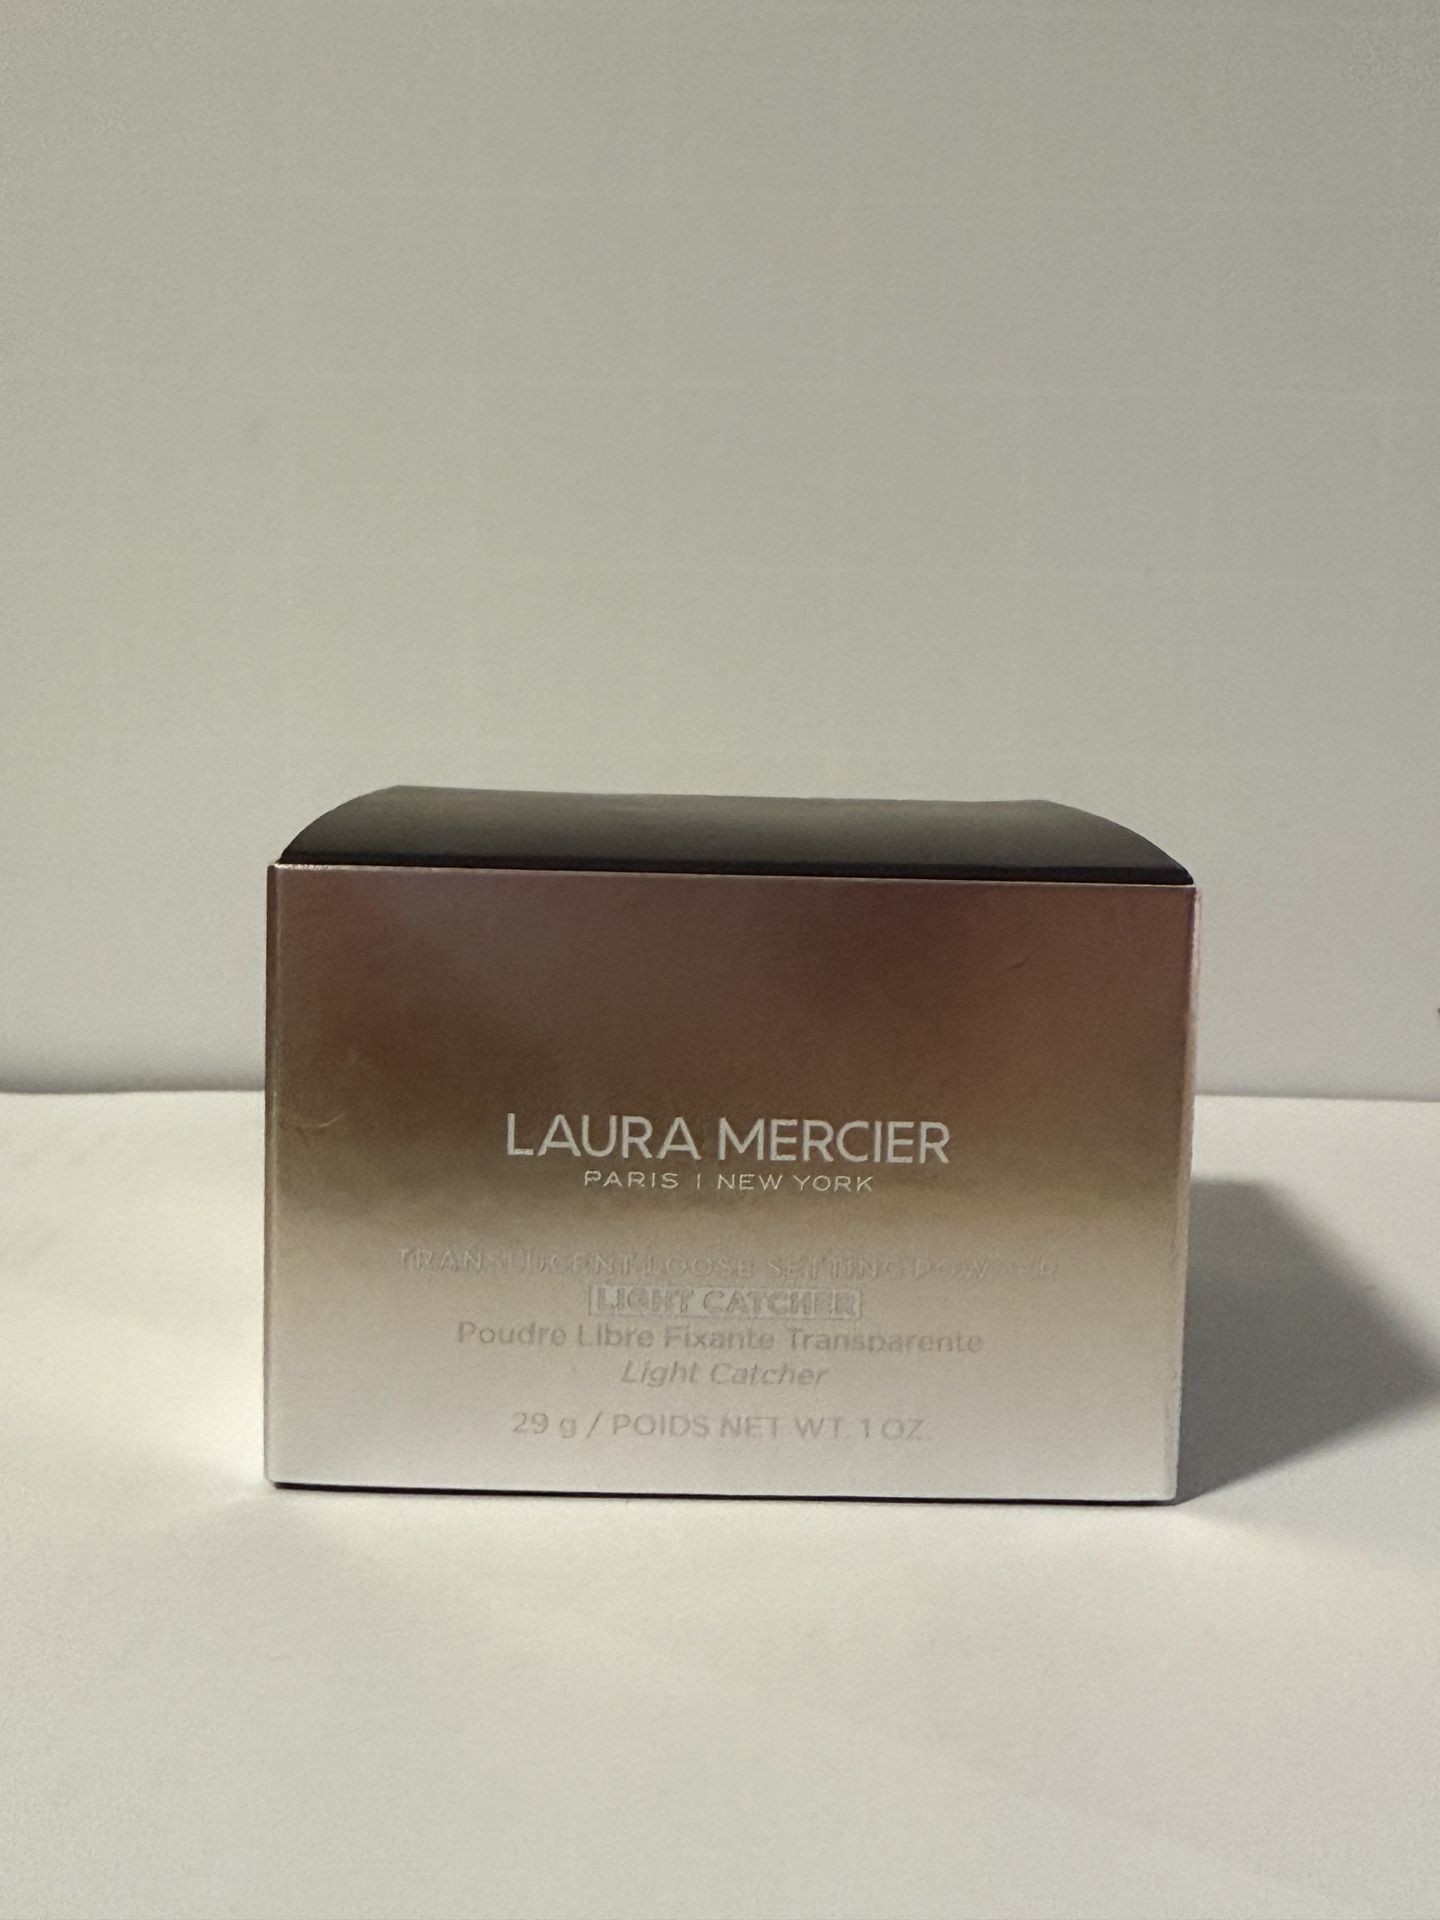 LAURA MERCIER
PARIS | NEW YORK
TRANSLUCENT LOOSE SETTING POWDER
LIGHT CATCHER
Poudre Libre Fixante Transparente
Light Catcher
29 g / POIDS NET WT. 1 OZ.